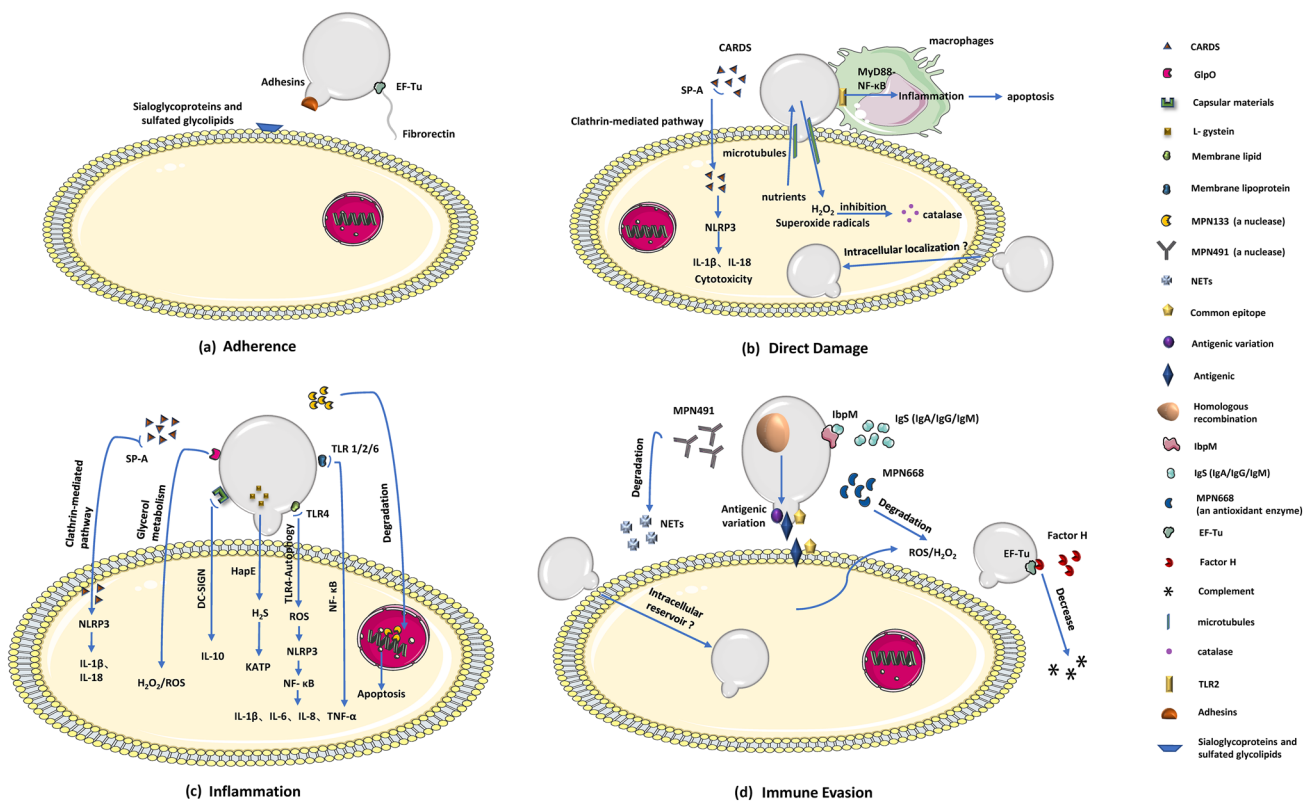 Adhesins
EF-Tu
Sialoglycoproteins and
sulfated glycolipids
Fibrorectin
(a) Adherence
CARDS
SP-A
Clathrin-mediated pathway
NLRP3
IL-1β、IL-18
Cytotoxicity
microtubules
nutrients
H₂O₂
Superoxide radicals
inhibition
catalase
macrophages
MyD88-
NF-κB
Inflammation
apoptosis
Intracellular localization ?
(b) Direct Damage
SP-A
Clathrin-mediated
pathway
NLRP3
IL-1β、
IL-18
Glycerol
metabolism
H₂O₂/ROS
DC-SIGN
IL-10
HapE
H₂S
KATP
TLR4
TLR4-Autophogy
ROS
NLRP3
NF- κB
IL-1β、IL-6、IL-8、TNF-α
TLR 1/2/6
NF- κB
Degradation
Apoptosis
(c) Inflammation
MPN491
Degradation
NETs
Antigenic
variation
IbpM
IgS (IgA/IgG/IgM)
MPN668
Degradation
ROS/H₂O₂
EF-Tu
Factor H
Decrease
Intracellular
reservoir ?
(d) Immune Evasion
CARDS
GlpO
Capsular materials
L- gystein
Membrane lipid
Membrane lipoprotein
MPN133 (a nuclease)
MPN491 (a nuclease)
NETs
Common epitope
Antigenic variation
Antigenic
Homologous
recombination
IbpM
IgS (IgA/IgG/IgM)
MPN668
(an antioxidant enzyme)
EF-Tu
Factor H
Complement
microtubules
catalase
TLR2
Adhesins
Sialoglycoproteins and
sulfated glycolipids